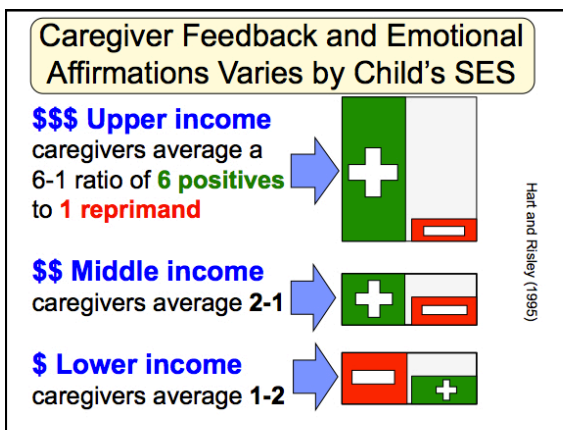 Caregiver Feedback and Emotional
Affirmations Varies by Child's SES
$$$ Upper income
caregivers average a
6-1 ratio of 6 positives
to 1 reprimand
$$ Middle income
caregivers average 2-1
$ Lower income
caregivers average 1-2
Hart and Risley (1995)